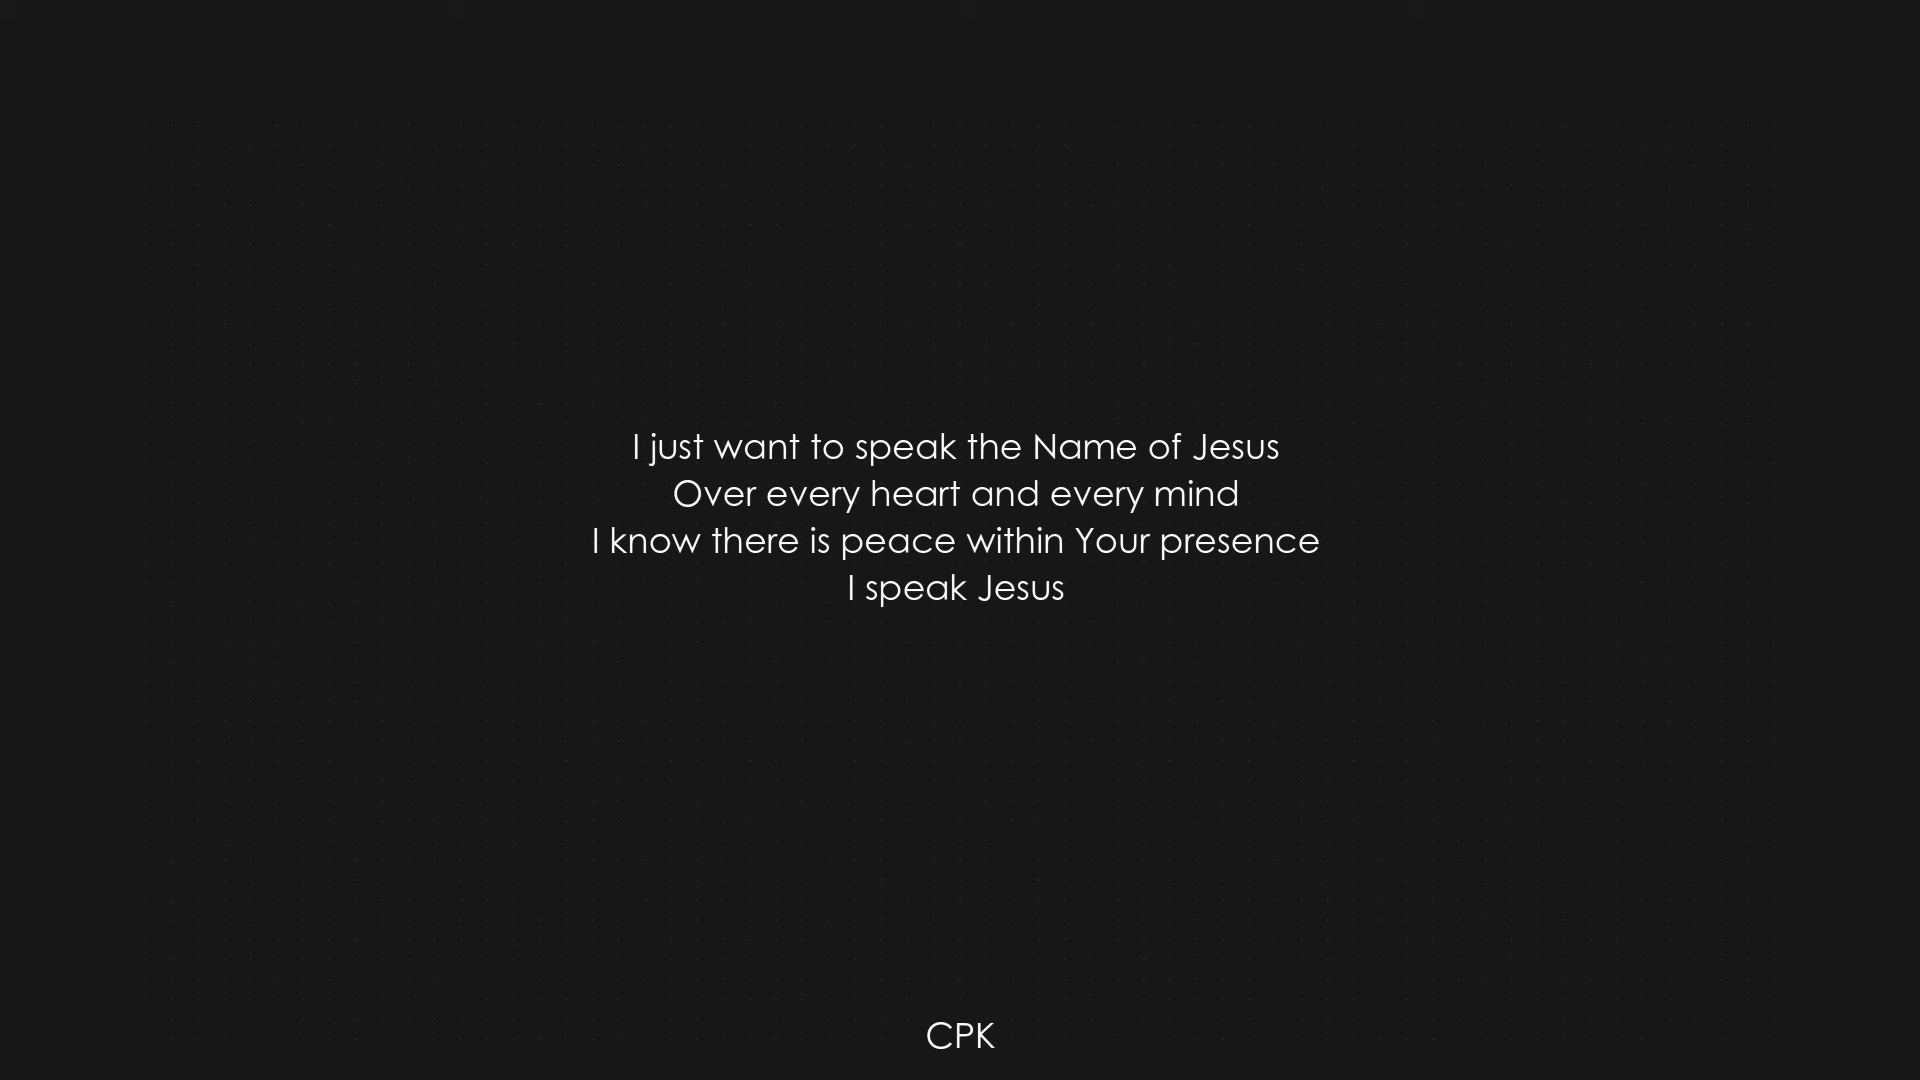 I just want to speak the Name of Jesus
Over every heart and every mind
I know there is peace within Your presence
I speak Jesus
CPK